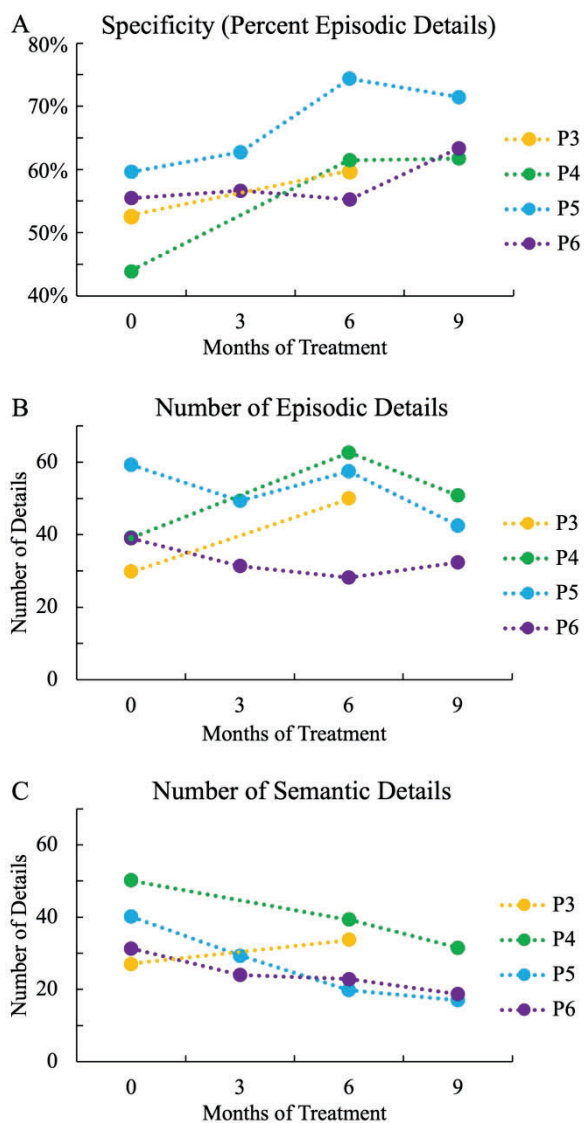 A
Specificity (Percent Episodic Details)
80%
70%
60%
50%
40%
0 3 6 9
Months of Treatment
P3
P4
P5
P6
B
Number of Episodic Details
Number of Details
60
40
20
0
0 3 6 9
Months of Treatment
P3
P4
P5
P6
C
Number of Semantic Details
Number of Details
60
40
20
0
0 3 6 9
Months of Treatment
P3
P4
P5
P6